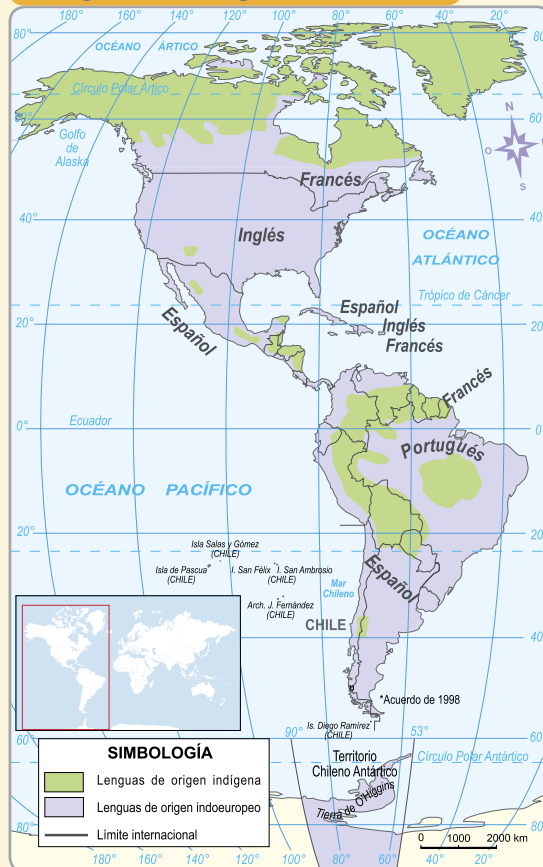 180° 160° 140° 120° 100° 80° 60° 40° 20°
80° 80°
OCÉANO ÁRTICO
Círculo Polar Ártico
60° 60°
Golfo
de
Alaska
N
O
S
Francés
40° 40°
Inglés
OCÉANO
ATLÁNTICO
Trópico de Cáncer
Español
Español
Inglés
Francés
20° 20°
Francés
Ecuador
0° 0
Portugués
OCÉANO PACÍFICO
20° 20
Isla Salas y Gómez
(CHILE)
Isla de Pascua
(CHILE)
I. San Félix
I. San Ambrosio
(CHILE)
Español
Mar
Chileno
Arch. J. Fernández
(CHILE)
CHILE
40° 40
*Acuerdo de 1998
Is. Diego Ramírez
(CHILE)
90° 53°
60° 60
Territorio
Chileno Antártico
Círculo Polar Antártico
Tierra de O'Higgins
SIMBOLOGÍA
Lenguas de origen indígena
Lenguas de origen indoeuropeo
Límite internacional
80° 80°
0 1000 2000 km
180° 160° 140° 120° 100° 80° 60° 40° 20°